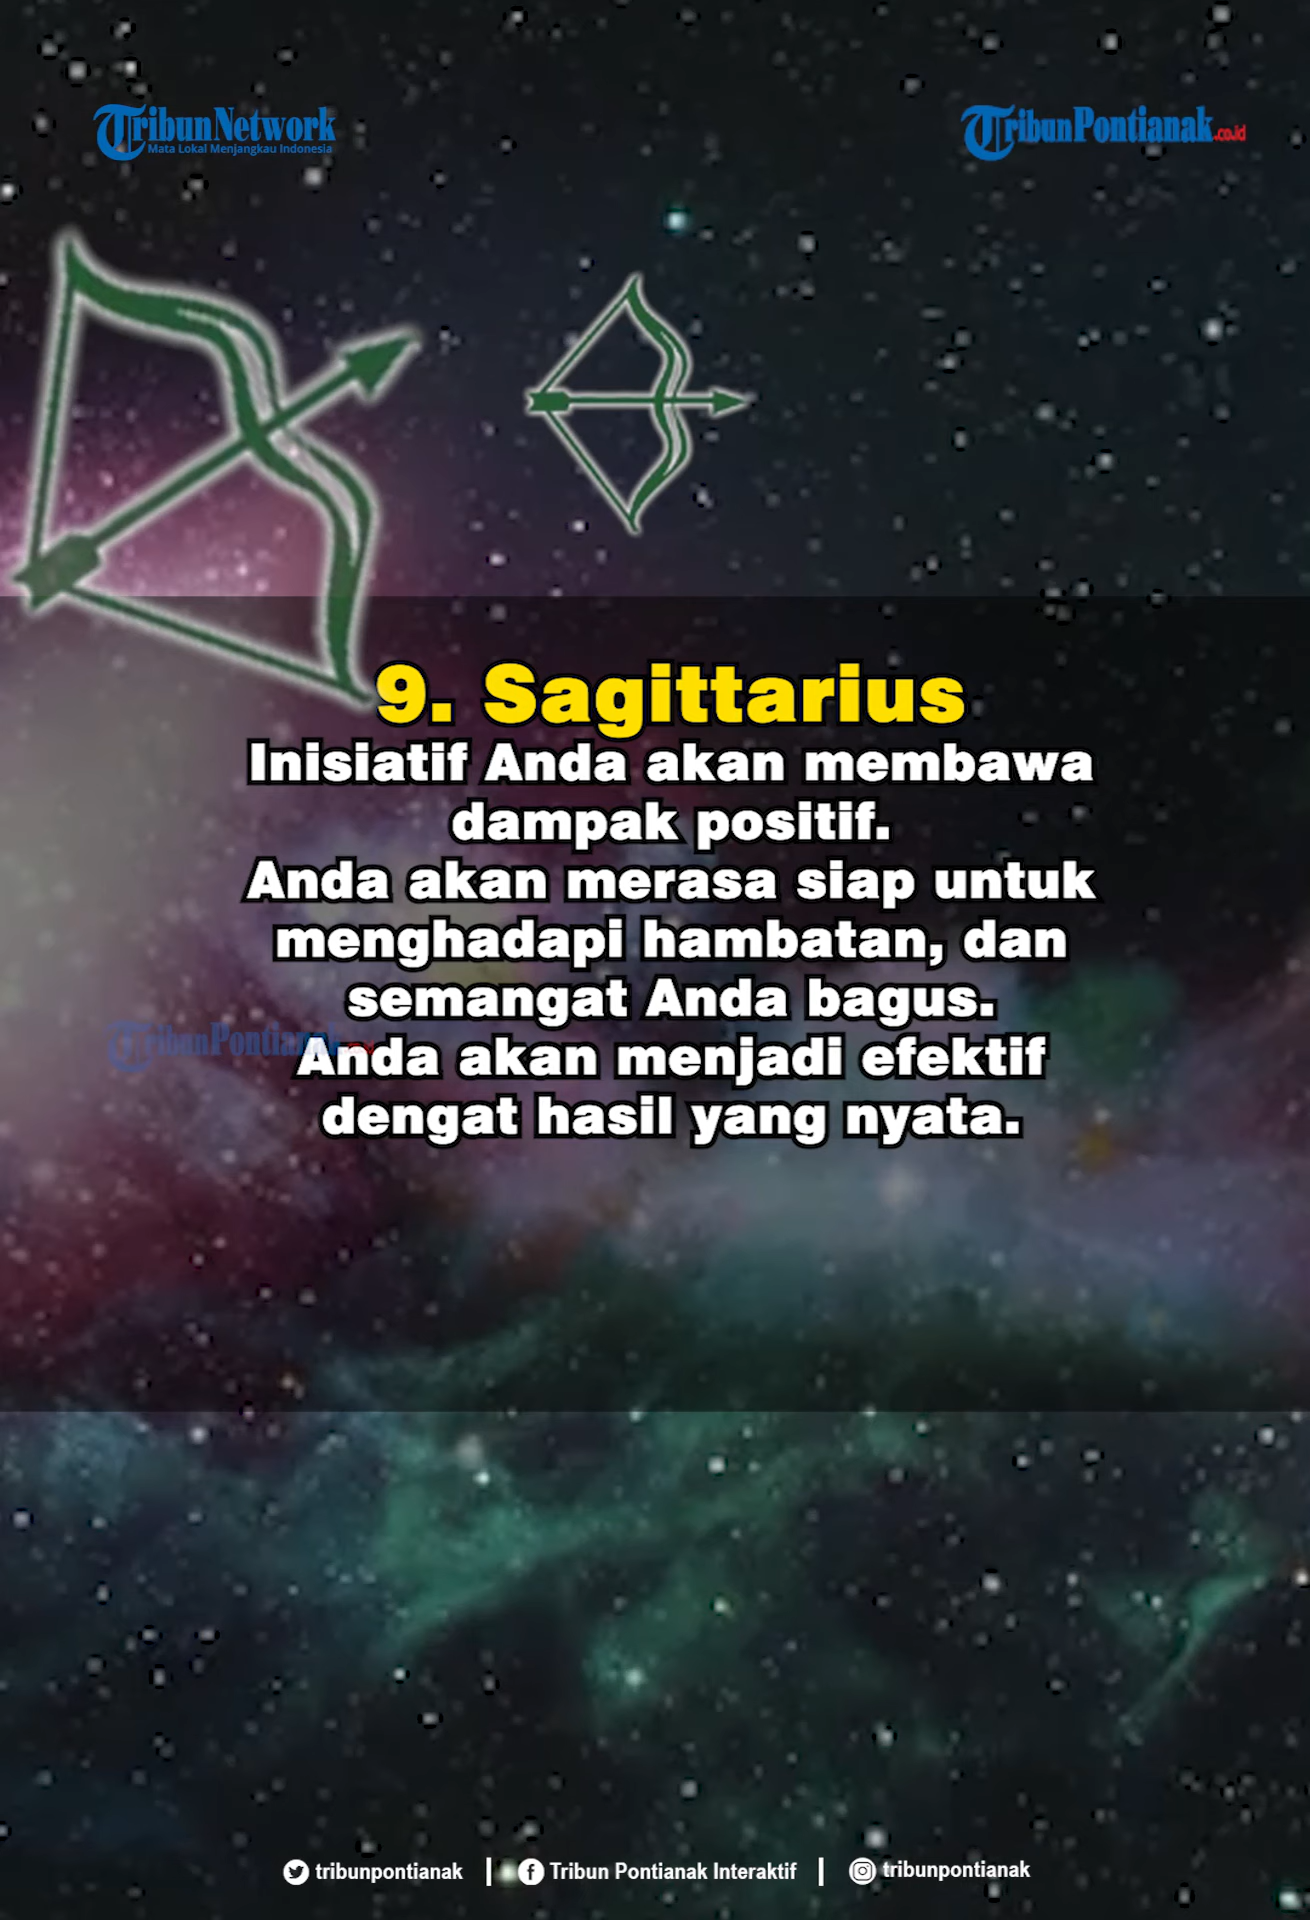 TribunNetwork
Mata Lokal Menjangkau Indonesia
TribunPontianak.co.id
9. Sagittarius
Inisiatif Anda akan membawa
dampak positif.
Anda akan merasa siap untuk
menghadapi hambatan, dan
semangat Anda bagus.
TribunPontianak
Anda akan menjadi efektif
dengat hasil yang nyata.
tribunpontianak | Tribun Pontianak Interaktif | tribunpontianak